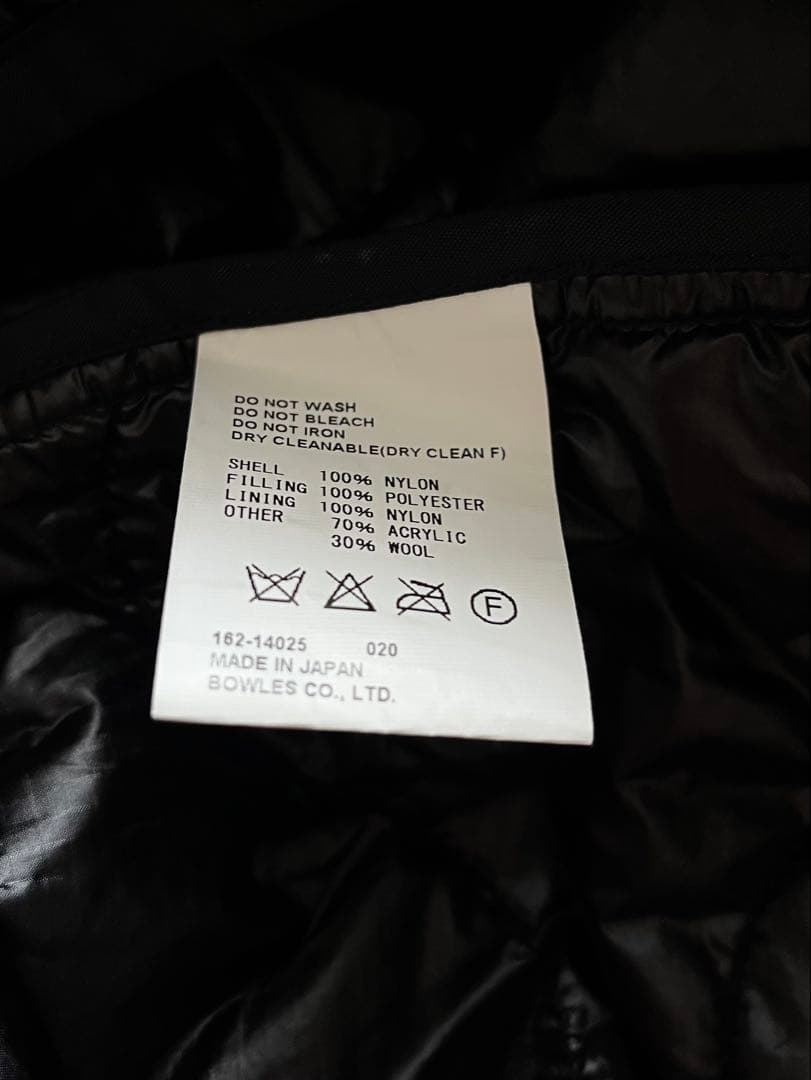 DO NOT WASH
DO NOT BLEACH
DO NOT IRON
DRY CLEANABLE(DRY CLEAN F)
SHELL 100% NYLON
FILLING 100% POLYESTER
LINING 100% NYLON
OTHER 70% ACRYLIC
30% WOOL
F
162-14025 020
MADE IN JAPAN
BOWLES CO., LTD.